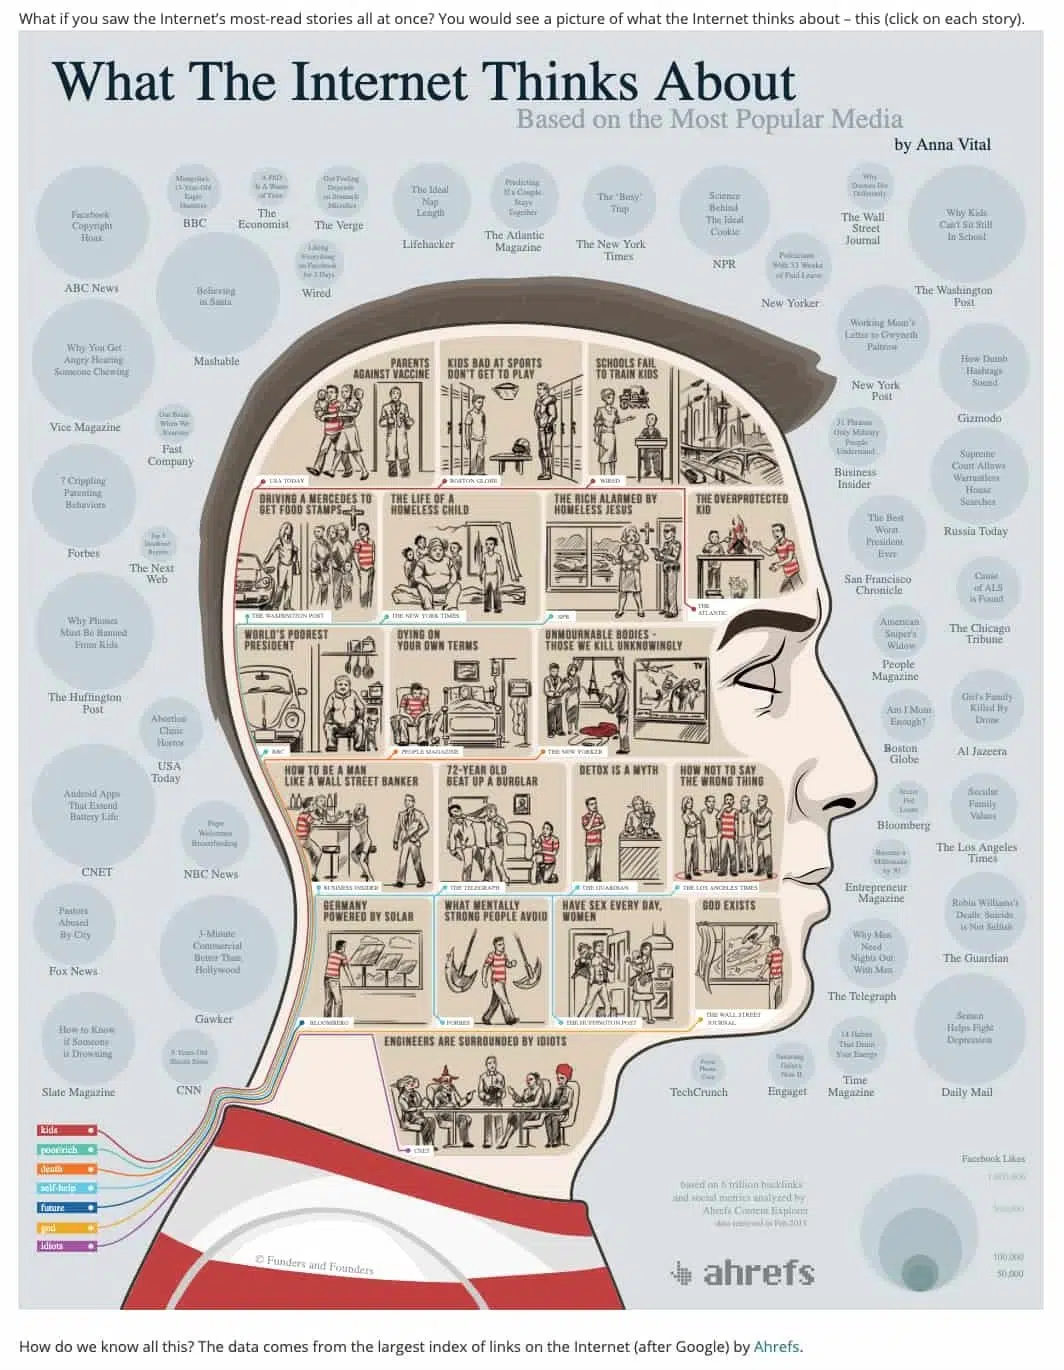 What if you saw the Internet's most-read stories all at once? You would see a picture of what the Internet thinks about – this (click on each story).
What The Internet Thinks About
Based on the Most Popular Media
by Anna Vital
Facebook
Copyright
Hoax
ABC News
Mongolia's
13-Year-Old
Eagle
Huntress
BBC
A PhD
Is A Waste
of Time
The
Economist
Gut Feeling
Depends
on Stomach
Microbes
The Verge
The Ideal
Nap
Length
Lifehacker
Predicting
If a Couple
Stays
Together
The Atlantic
Magazine
The 'Busy'
Trap
The New York
Times
Science
Behind
The Ideal
Cookie
NPR
Why
Doctors Die
Differently
The Wall
Street
Journal
Why Kids
Can't Sit Still
In School
The Washington
Post
Believing
in Santa
Mashable
Liking
Everything
on Facebook
for 2 Days
Wired
Politicians
With 33 Weeks
of Paid Leave
New Yorker
Why You Get
Angry Hearing
Someone Chewing
Vice Magazine
Working Mom's
Letter to Gwyneth
Paltrow
New York
Post
How Dumb
Hashtags
Sound
Gizmodo
Our Brain
When We
Fast
Company
31 Phrases
Only Military
People
Understand
Business
Insider
7 Crippling
Parenting
Behaviors
Forbes
Supreme
Court Allows
Warrantless
House
Searches
Russia Today
Top 5
Deathbed
Regrets
The Next
Web
The Best
Worst
President
Ever
San Francisco
Chronicle
Why Phones
Must Be Banned
From Kids
The Huffington
Post
Cause
of ALS
is Found
The Chicago
Tribune
American
Sniper's
Widow
People
Magazine
Abortion
Clinic
Horror
USA
Today
Am I Mom
Enough?
Boston
Globe
Girl's Family
Killed By
Drone
Al Jazeera
Android Apps
That Extend
Battery Life
CNET
Pope
Welcomes
Breastfeeding
NBC News
Bloomberg
Secular
Family
Values
The Los Angeles
Times
Become a
Millionaire
by 30
Entrepreneur
Magazine
Pastors
Abused
By City
Fox News
3-Minute
Commercial
Better Than
Hollywood
Gawker
Robin Williams's
Death: Suicide
is Not Selfish
The Guardian
Why Men
Need
Nights Out
With Men
The Telegraph
How to Know
if Someone
is Drowning
Slate Magazine
CNN
TechCrunch
Samsung
Galaxy
Note II
Engaget
14 Habits
That Drain
Your Energy
Time
Magazine
Semen
Helps Fight
Depression
Daily Mail
PARENTS
AGAINST VACCINE
USA TODAY
KIDS BAD AT SPORTS
DON'T GET TO PLAY
BOSTON GLOBE
SCHOOLS FAIL
TO TRAIN KIDS
WIRED
DRIVING A MERCEDES TO
GET FOOD STAMPS
THE WASHINGTON POST
THE LIFE OF A
HOMELESS CHILD
THE NEW YORK TIMES
THE RICH ALARMED BY
HOMELESS JESUS
NPR
THE OVERPROTECTED
KID
THE
ATLANTIC
WORLD'S POOREST
PRESIDENT
BBC
DYING ON
YOUR OWN TERMS
PEOPLE MAGAZINE
UNMOURNABLE BODIES -
THOSE WE KILL UNKNOWINGLY
TV
THE NEW YORKER
HOW TO BE A MAN
LIKE A WALL STREET BANKER
BUSINESS INSIDER
72-YEAR OLD
BEAT UP A BURGLAR
THE TELEGRAPH
DETOX IS A MYTH
THE GUARDIAN
HOW NOT TO SAY
THE WRONG THING
THE LOS ANGELES TIMES
GERMANY
POWERED BY SOLAR
BLOOMBERG
WHAT MENTALLY
STRONG PEOPLE AVOID
FORBES
HAVE SEX EVERY DAY,
WOMEN
THE HUFFINGTON POST
GOD EXISTS
THE WALL STREET
JOURNAL
ENGINEERS ARE SURROUNDED BY IDIOTS
CNET
kids
poor/rich
death
self-help
future
god
idiots
© Funders and Founders
based on 6 trillion backlinks
and social metrics analyzed by
Ahrefs Content Explorer
data retrieved in Feb 2015
ahrefs
Facebook Likes
1,000,000
500,000
100,000
50,000
How do we know all this? The data comes from the largest index of links on the Internet (after Google) by Ahrefs.